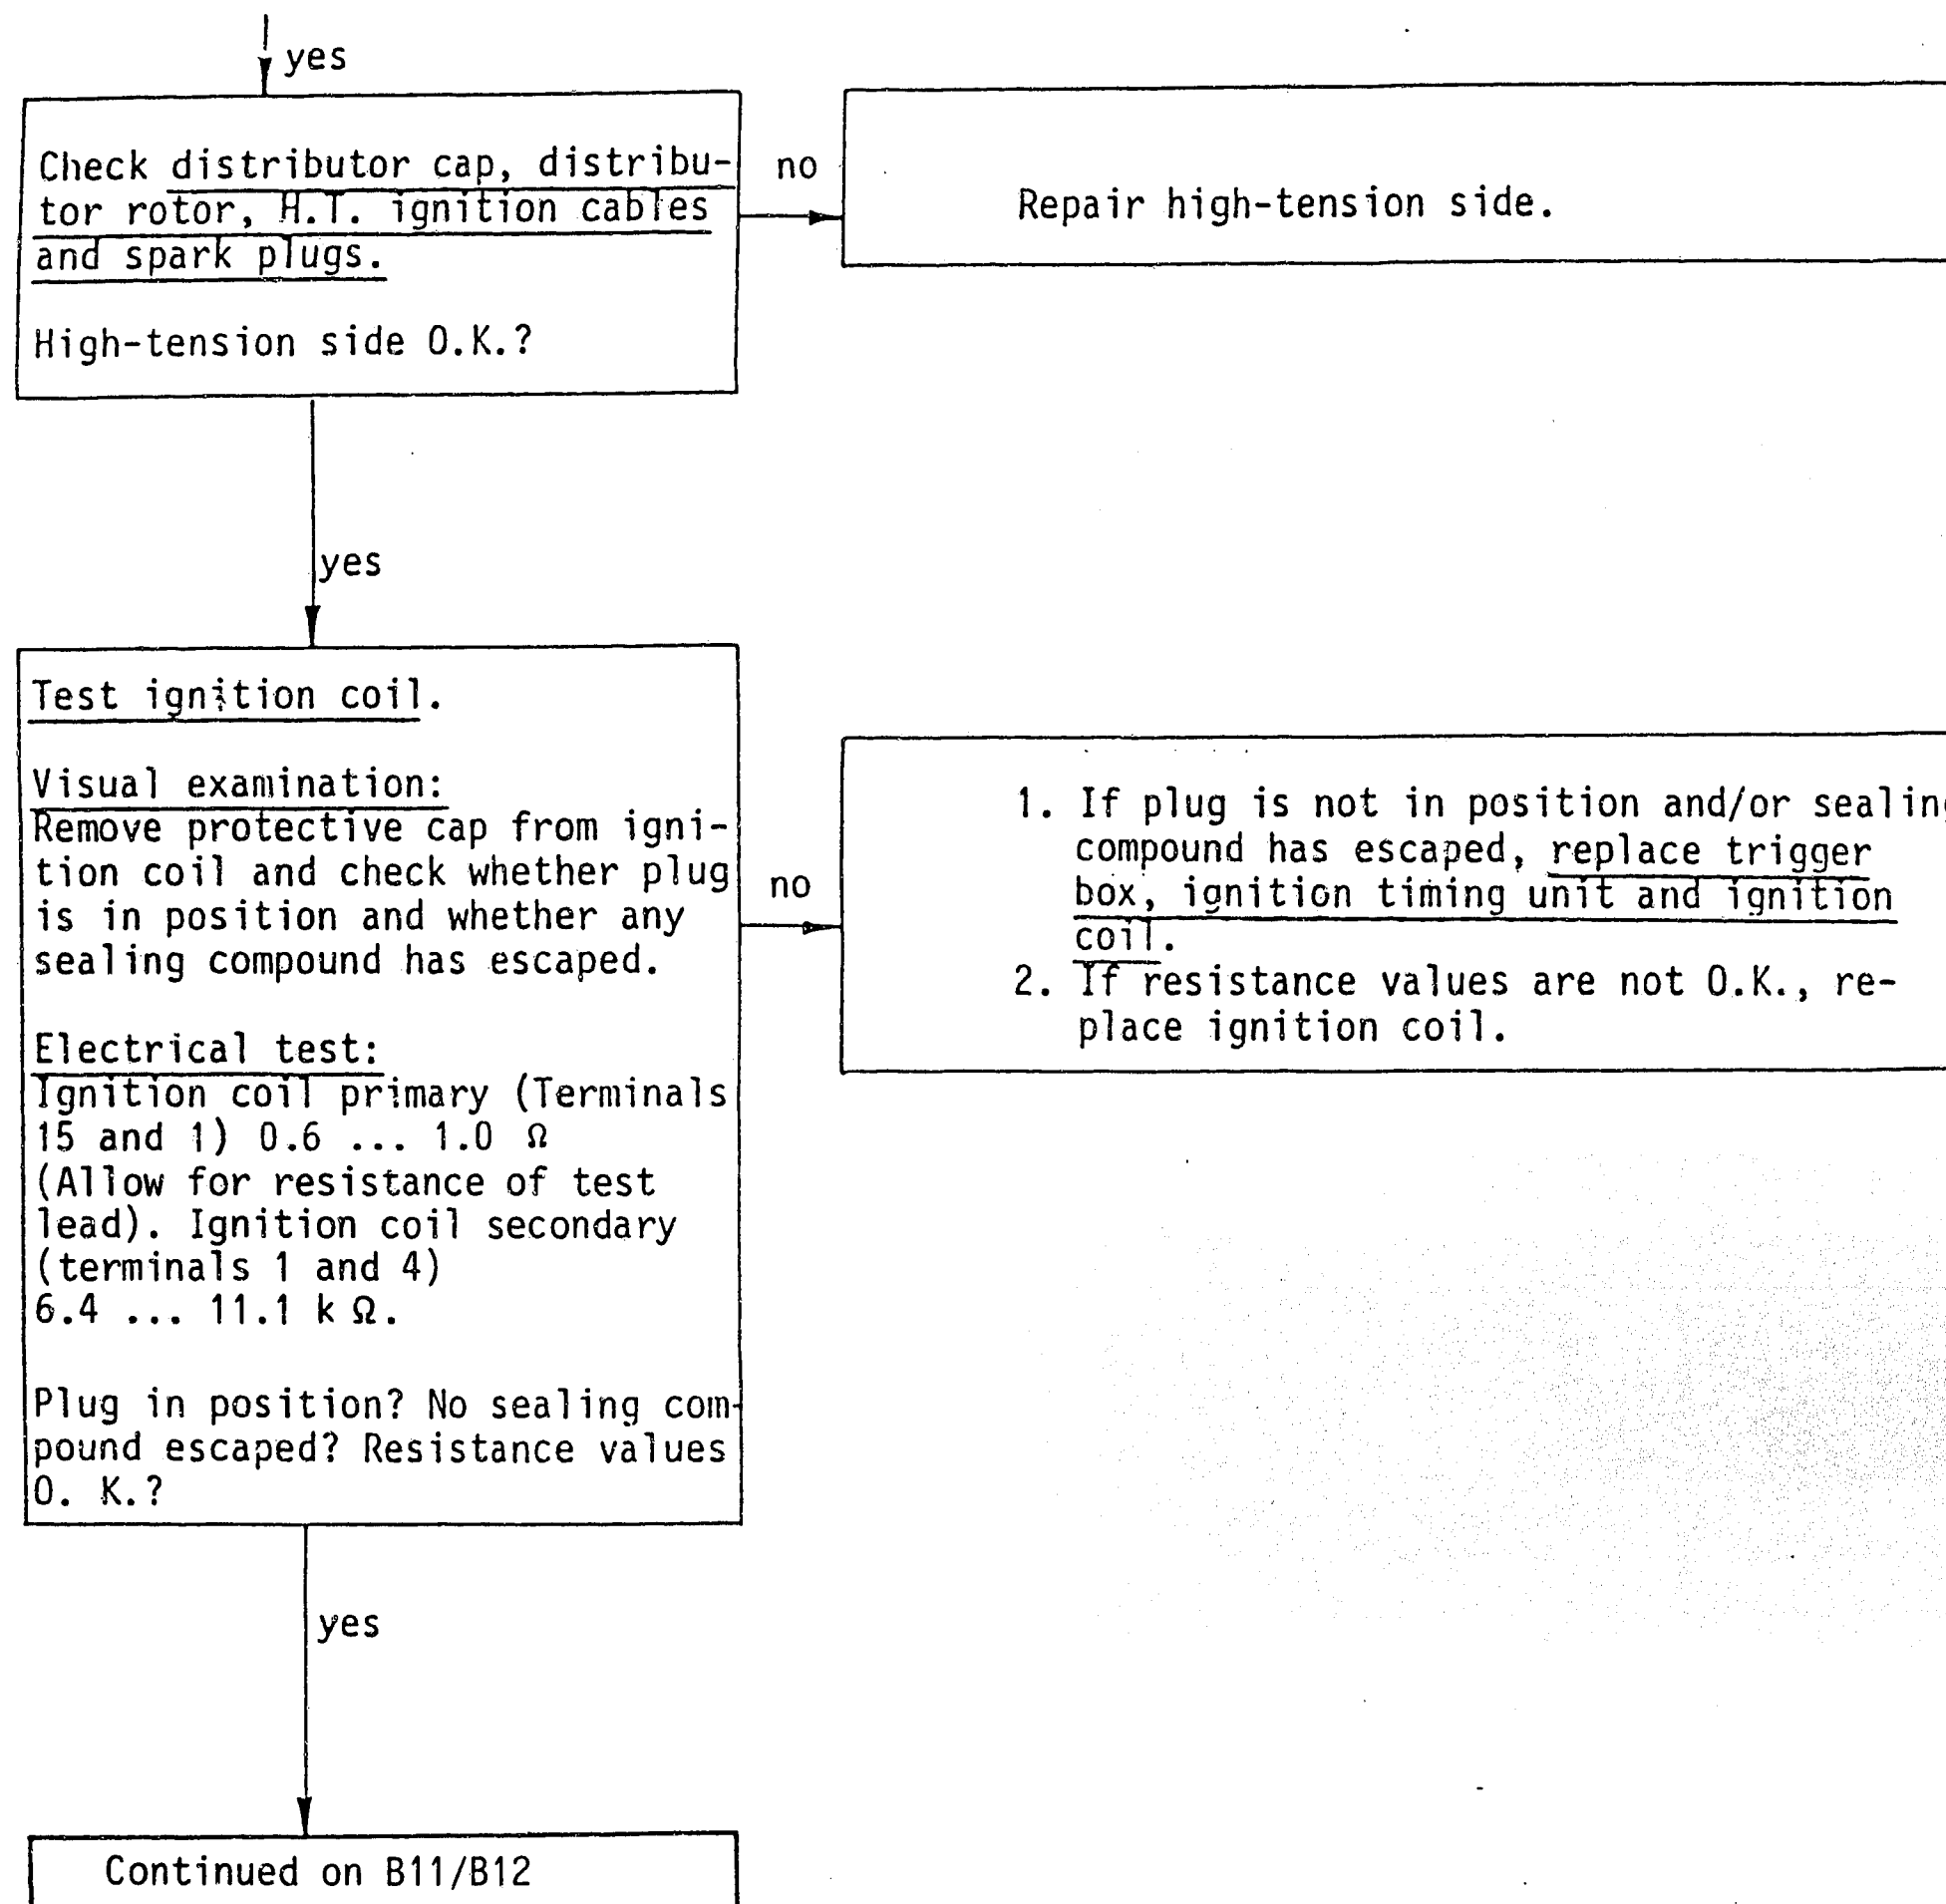 yes
Check distributor cap, distribu-
tor rotor, H.T. ignition cables
and spark plugs.
High-tension side O.K.?
no
Repair high-tension side.
yes
Test ignition coil.
Visual examination:
Remove protective cap from igni-
tion coil and check whether plug
is in position and whether any
sealing compound has escaped.
Electrical test:
Ignition coil primary (Terminals
15 and 1) 0.6 ... 1.0 Ω
(Allow for resistance of test
lead). Ignition coil secondary
(terminals 1 and 4)
6.4 ... 11.1 k Ω.
Plug in position? No sealing com-
pound escaped? Resistance values
O. K.?
no
1. If plug is not in position and/or sealing
compound has escaped, replace trigger
box, ignition timing unit and ignition
coil.
2. If resistance values are not O.K., re-
place ignition coil.
yes
Continued on B11/B12